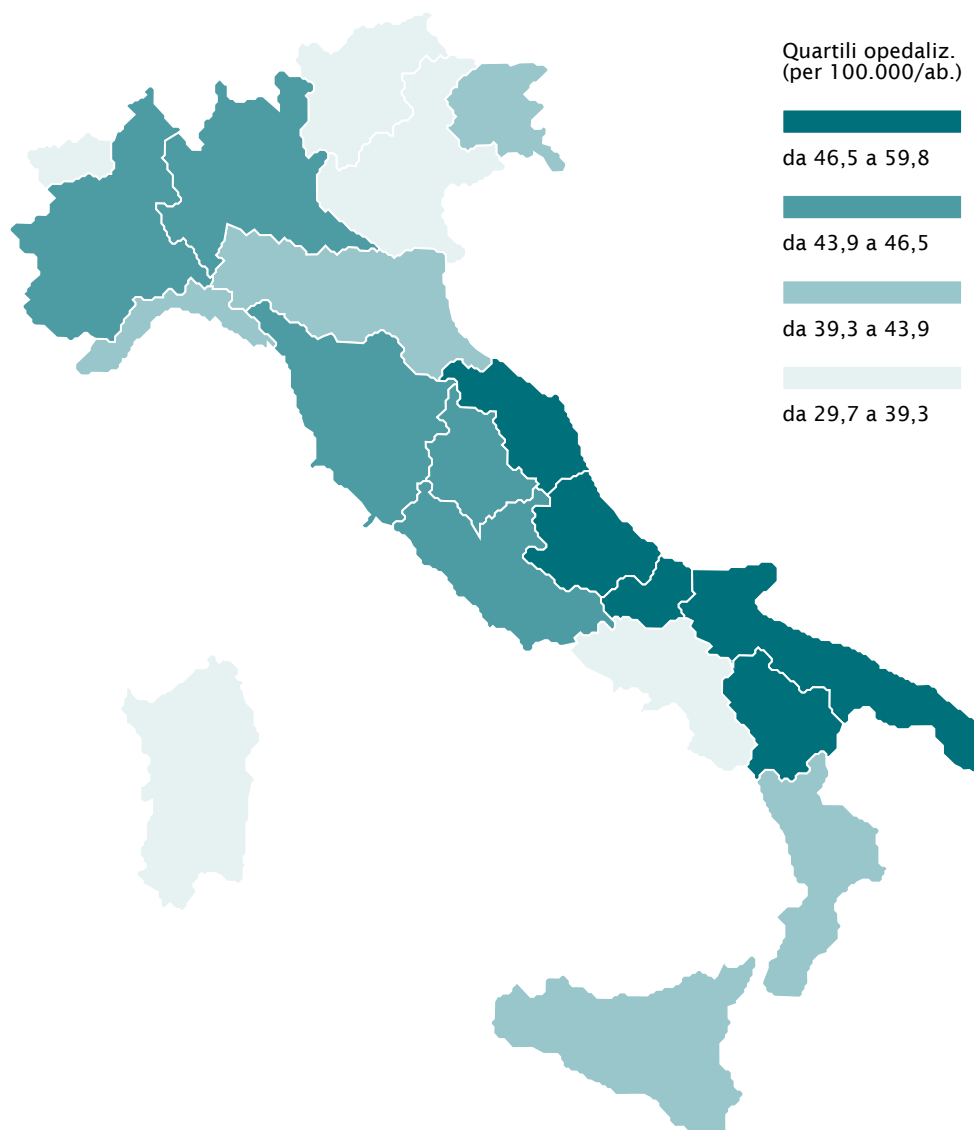 Quartili opedaliz.
(per 100.000/ab.)
da 46,5 a 59,8
da 43,9 a 46,5
da 39,3 a 43,9
da 29,7 a 39,3